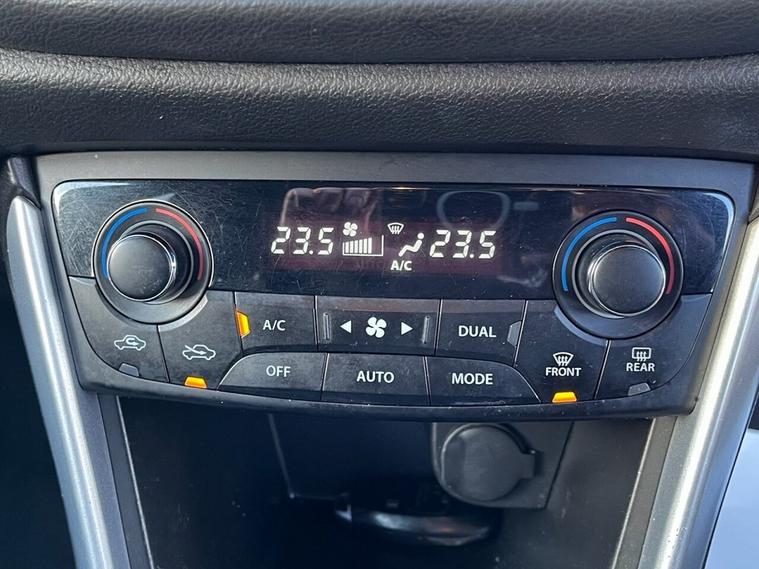 23.5 23.5
A/C
A/C DUAL
OFF AUTO MODE FRONT REAR